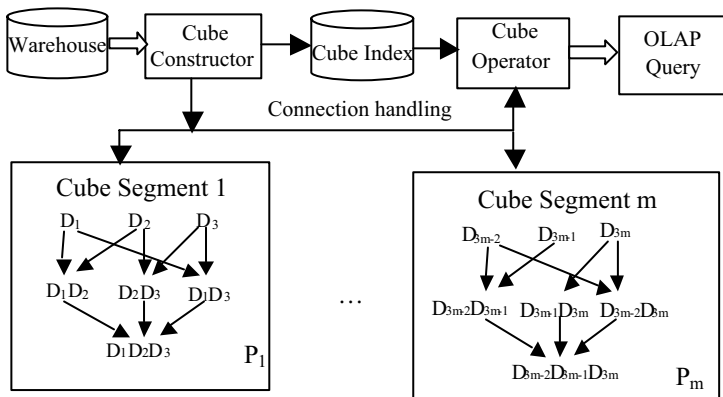 Warehouse
Cube
Constructor
Cube Index
Cube
Operator
OLAP
Query
Connection handling
Cube Segment 1
D1 D2 D3
D1D2 D2D3 D1D3
D1D2D3
P1
…
Cube Segment m
D3m-2 D3m-1 D3m
D3m-2D3m-1 D3m-1D3m D3m-2D3m
D3m-2D3m-1D3m
Pm